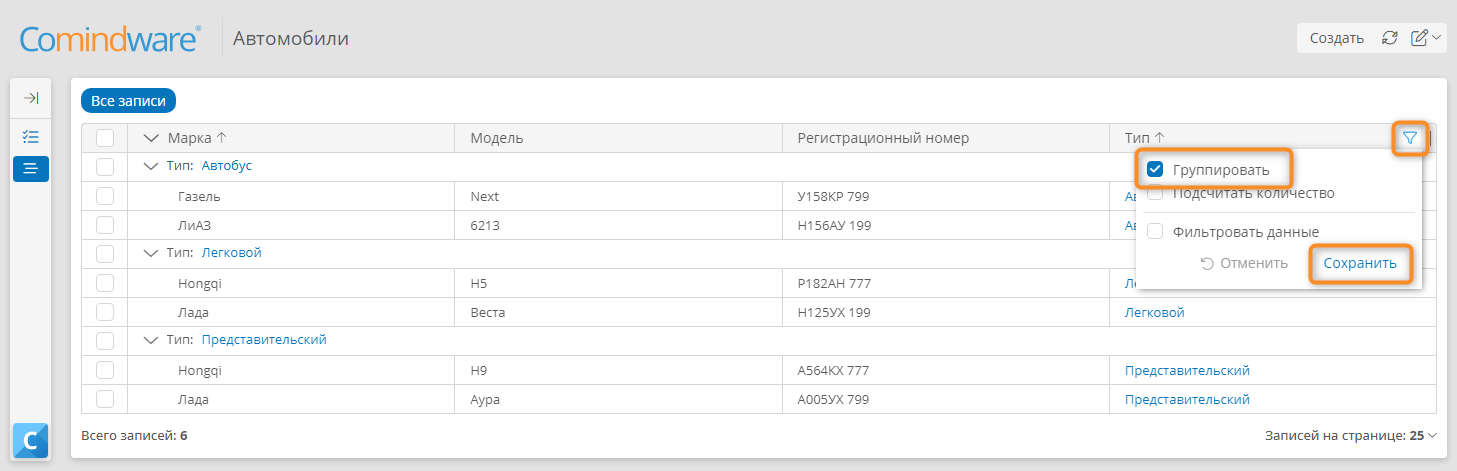 Comindware® Автомобили Создать
Все записи
Марка Модель Регистрационный номер Тип
Тип: Автобус
Группировать
Газель Next У158КР 799 Ав
Подсчитать количество
ЛиАЗ 6213 Н156АУ 199 Ав
Фильтровать данные
Тип: Легковой
Отменить Сохранить
Hongqi H5 Р182АН 777 Ле
Лада Веста Н125УХ 199 Легковой
Тип: Представительский
Hongqi H9 А564КХ 777 Представительский
Лада Аура А005УХ 799 Представительский
C
Всего записей: 6 Записей на странице: 25